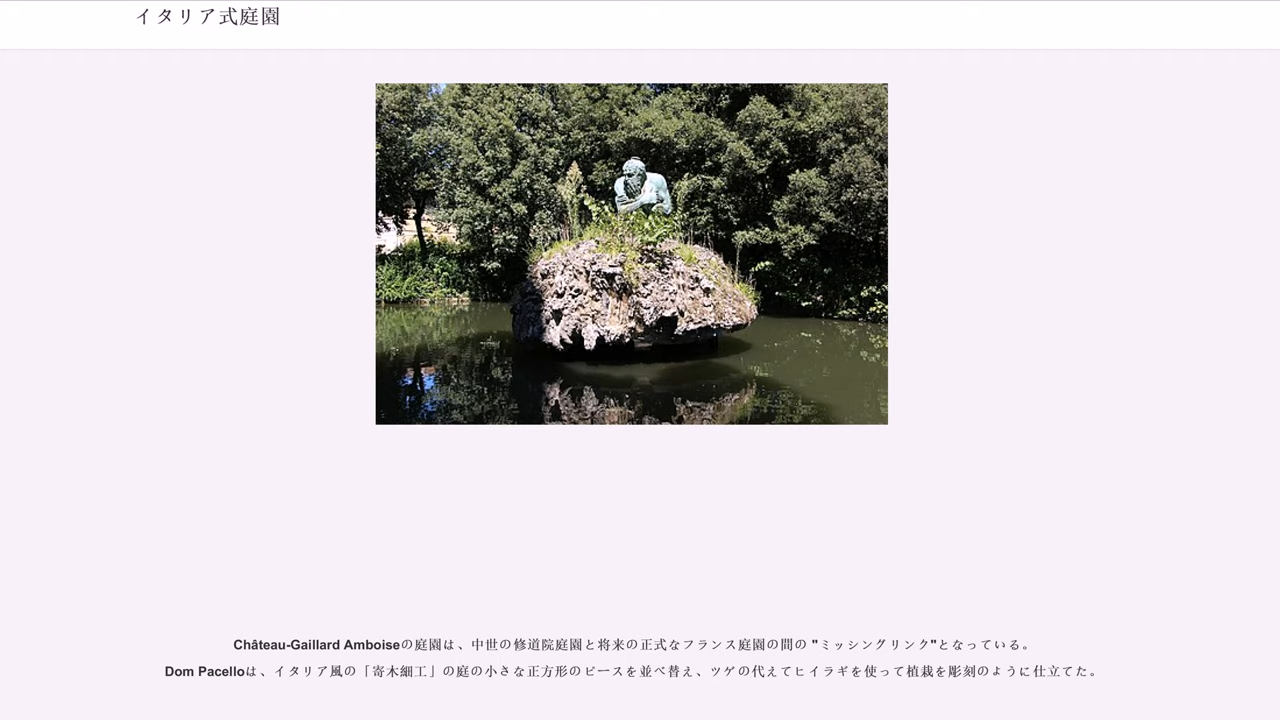 イタリア式庭園
Château-Gaillard Amboiseの庭園は、中世の修道院庭園と将来の正式なフランス庭園の間の "ミッシングリンク"となっている。
Dom Pacelloは、イタリア風の「寄木細工」の庭の小さな正方形のピースを並べ替え、ツゲの代えてヒイラギを使って植栽を彫刻のように仕立てた。